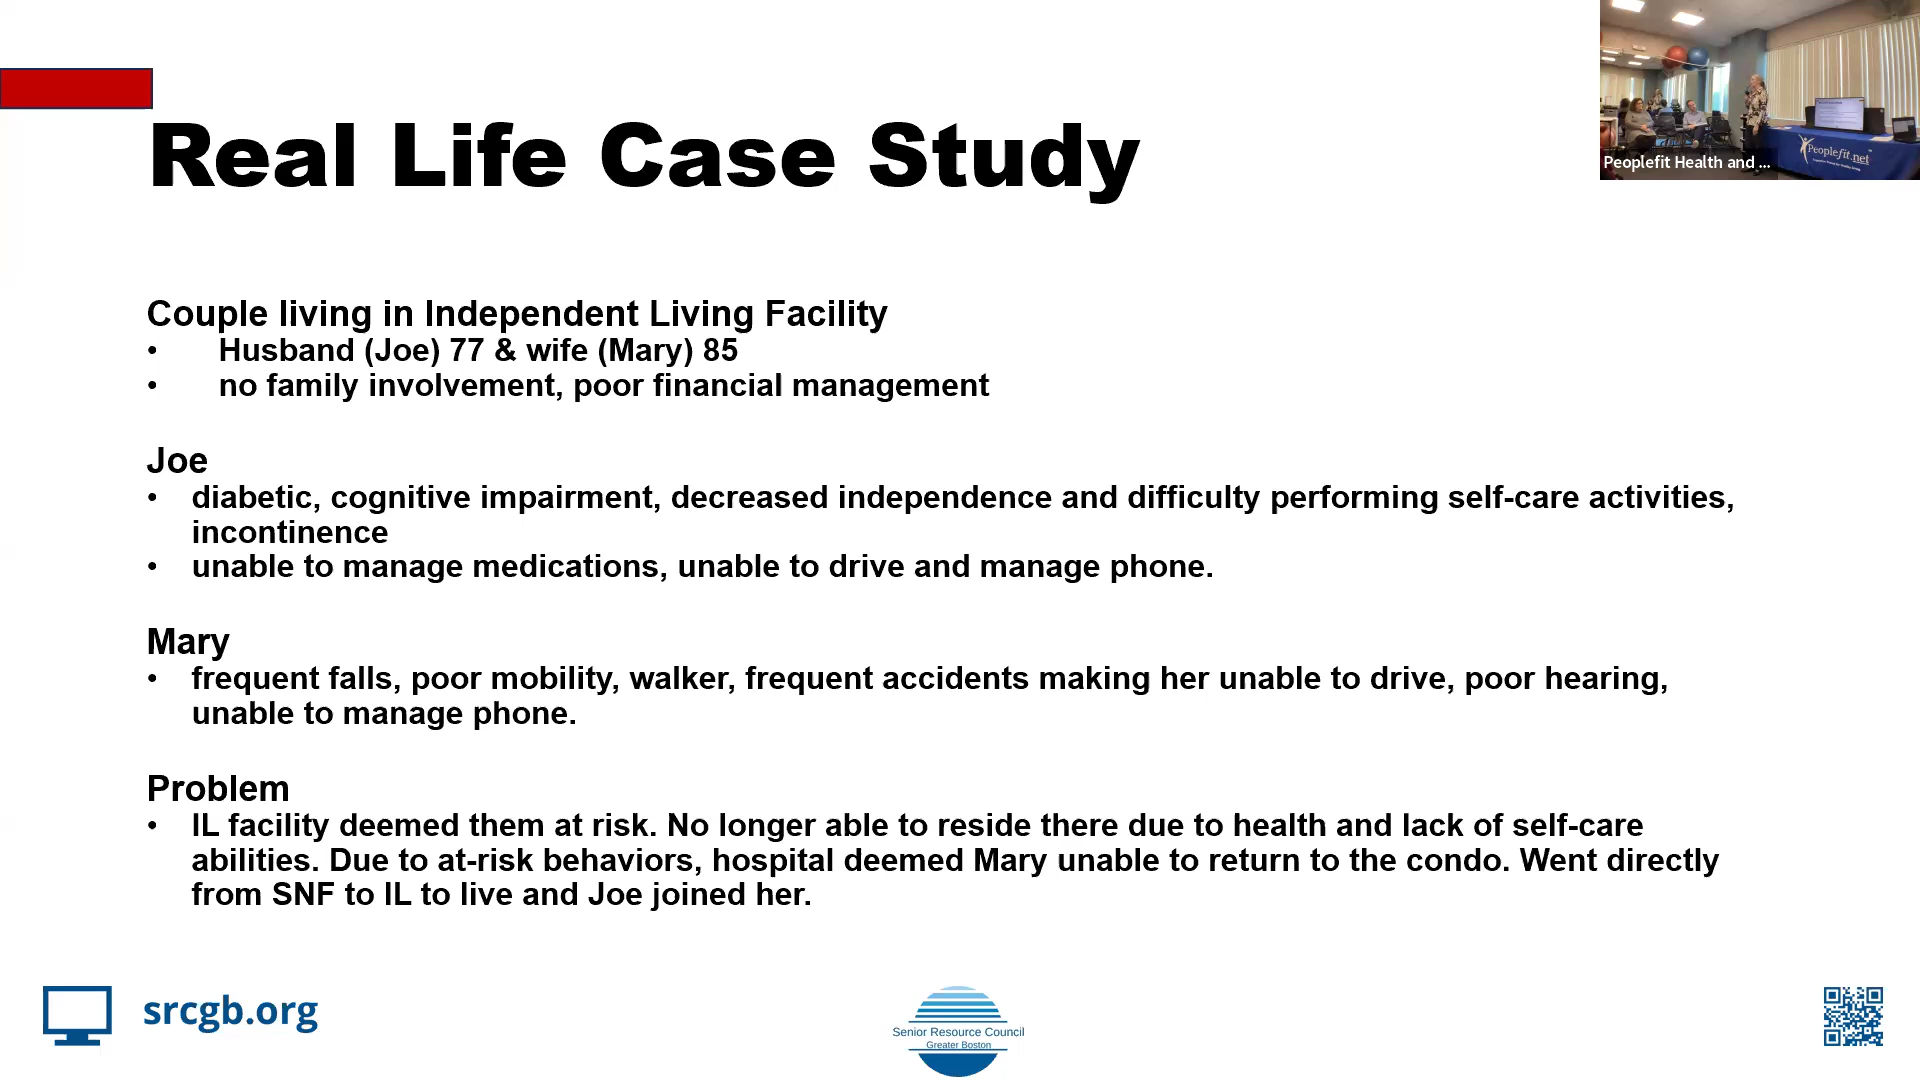 Real Life Case Study
Peoplefit Health and ...
Peoplefit.net
Couple living in Independent Living Facility
• Husband (Joe) 77 & wife (Mary) 85
• no family involvement, poor financial management
Joe
• diabetic, cognitive impairment, decreased independence and difficulty performing self-care activities,
incontinence
• unable to manage medications, unable to drive and manage phone.
Mary
• frequent falls, poor mobility, walker, frequent accidents making her unable to drive, poor hearing,
unable to manage phone.
Problem
• IL facility deemed them at risk. No longer able to reside there due to health and lack of self-care
abilities. Due to at-risk behaviors, hospital deemed Mary unable to return to the condo. Went directly
from SNF to IL to live and Joe joined her.
srcgb.org
Senior Resource Council
Greater Boston